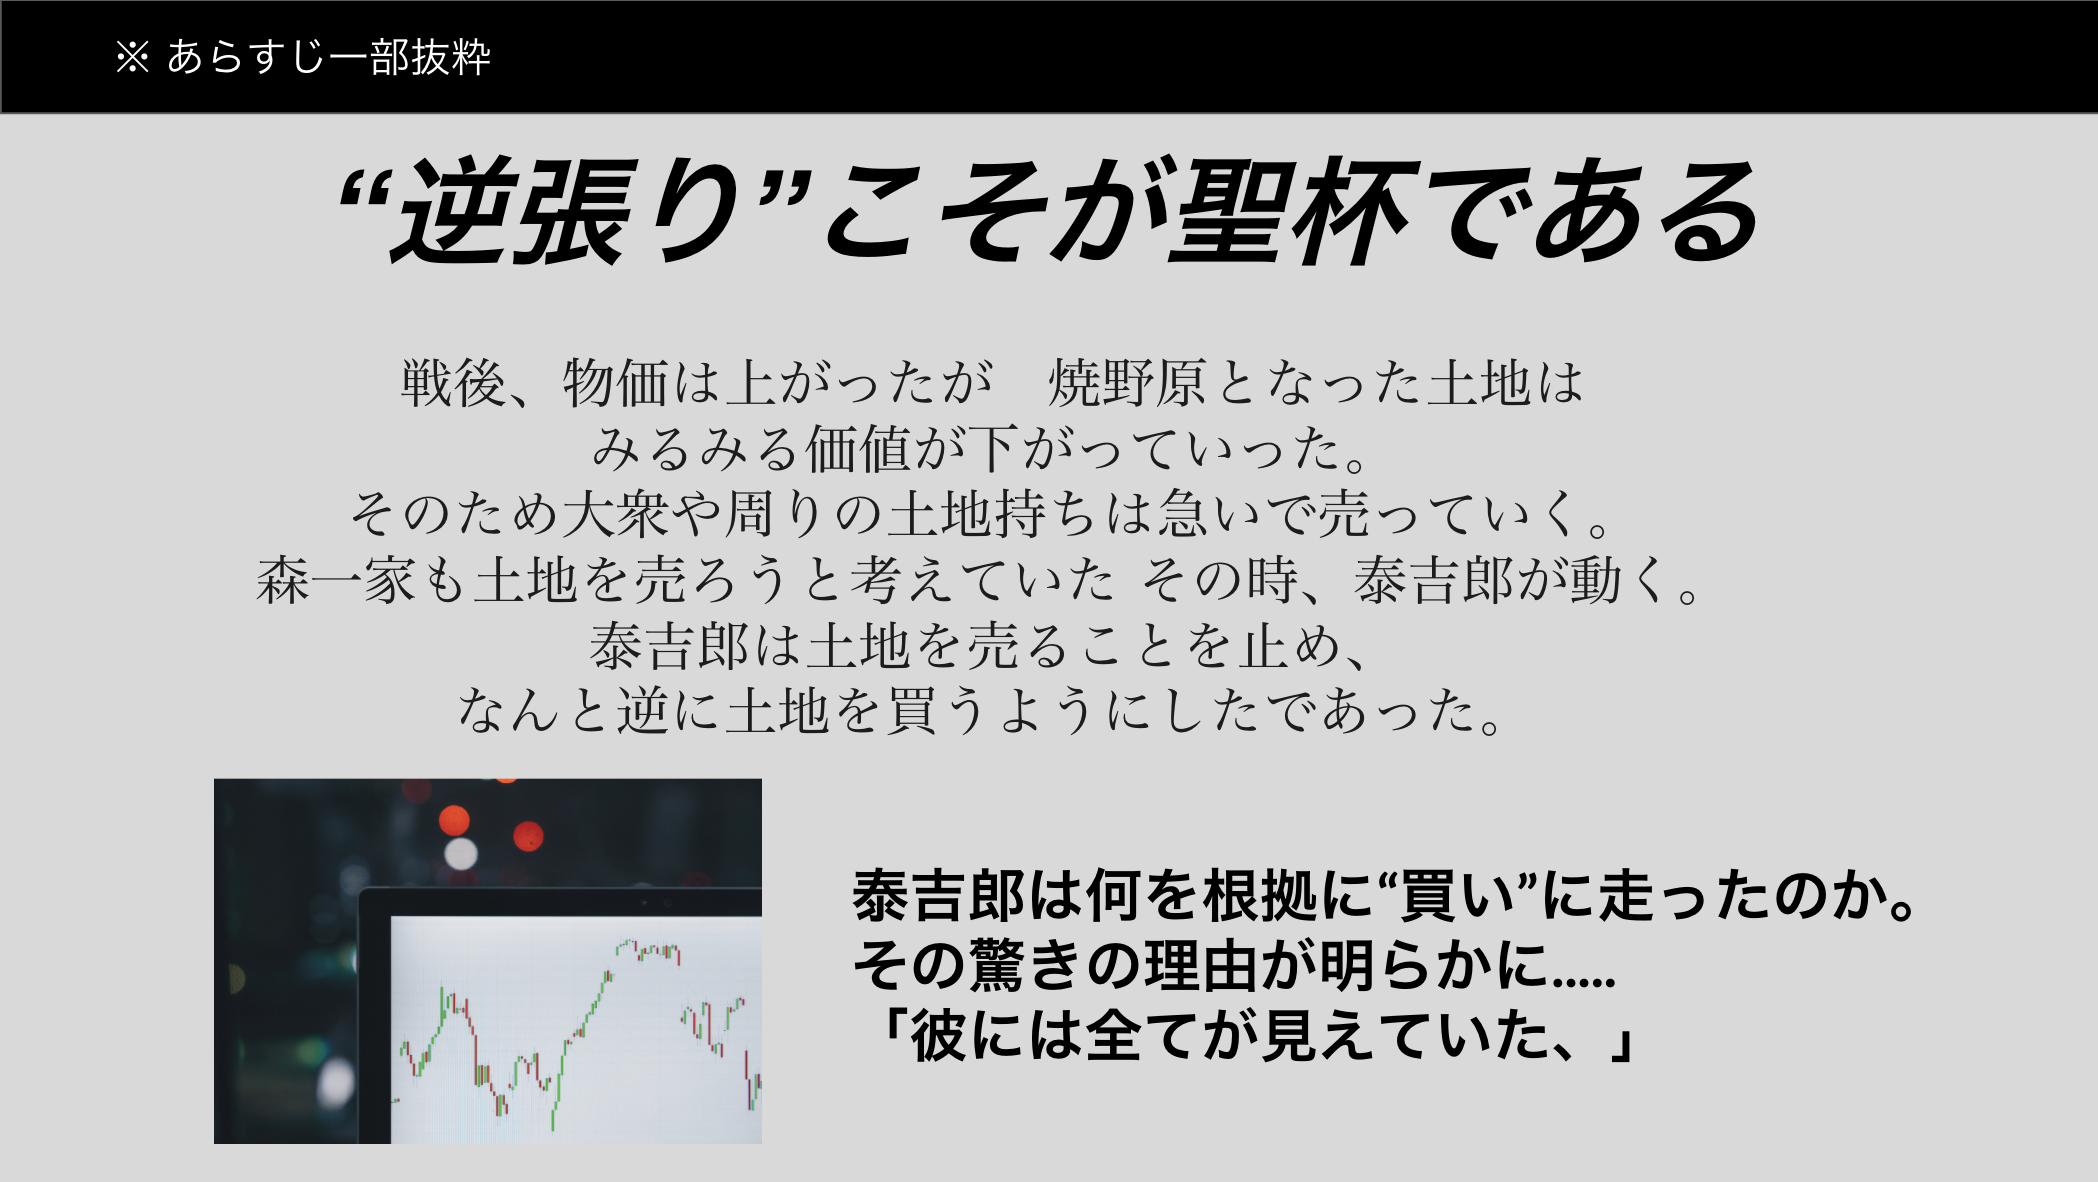 ※ あらすじ一部抜粋
“逆張り”こそが聖杯である
戦後、物価は上がったが　焼野原となった土地は
みるみる価値が下がっていった。
そのため大衆や周りの土地持ちは急いで売っていく。
森一家も土地を売ろうと考えていた その時、泰吉郎が動く。
泰吉郎は土地を売ることを止め、
なんと逆に土地を買うようにしたであった。
泰吉郎は何を根拠に“買い”に走ったのか。
その驚きの理由が明らかに.....
「彼には全てが見えていた、」